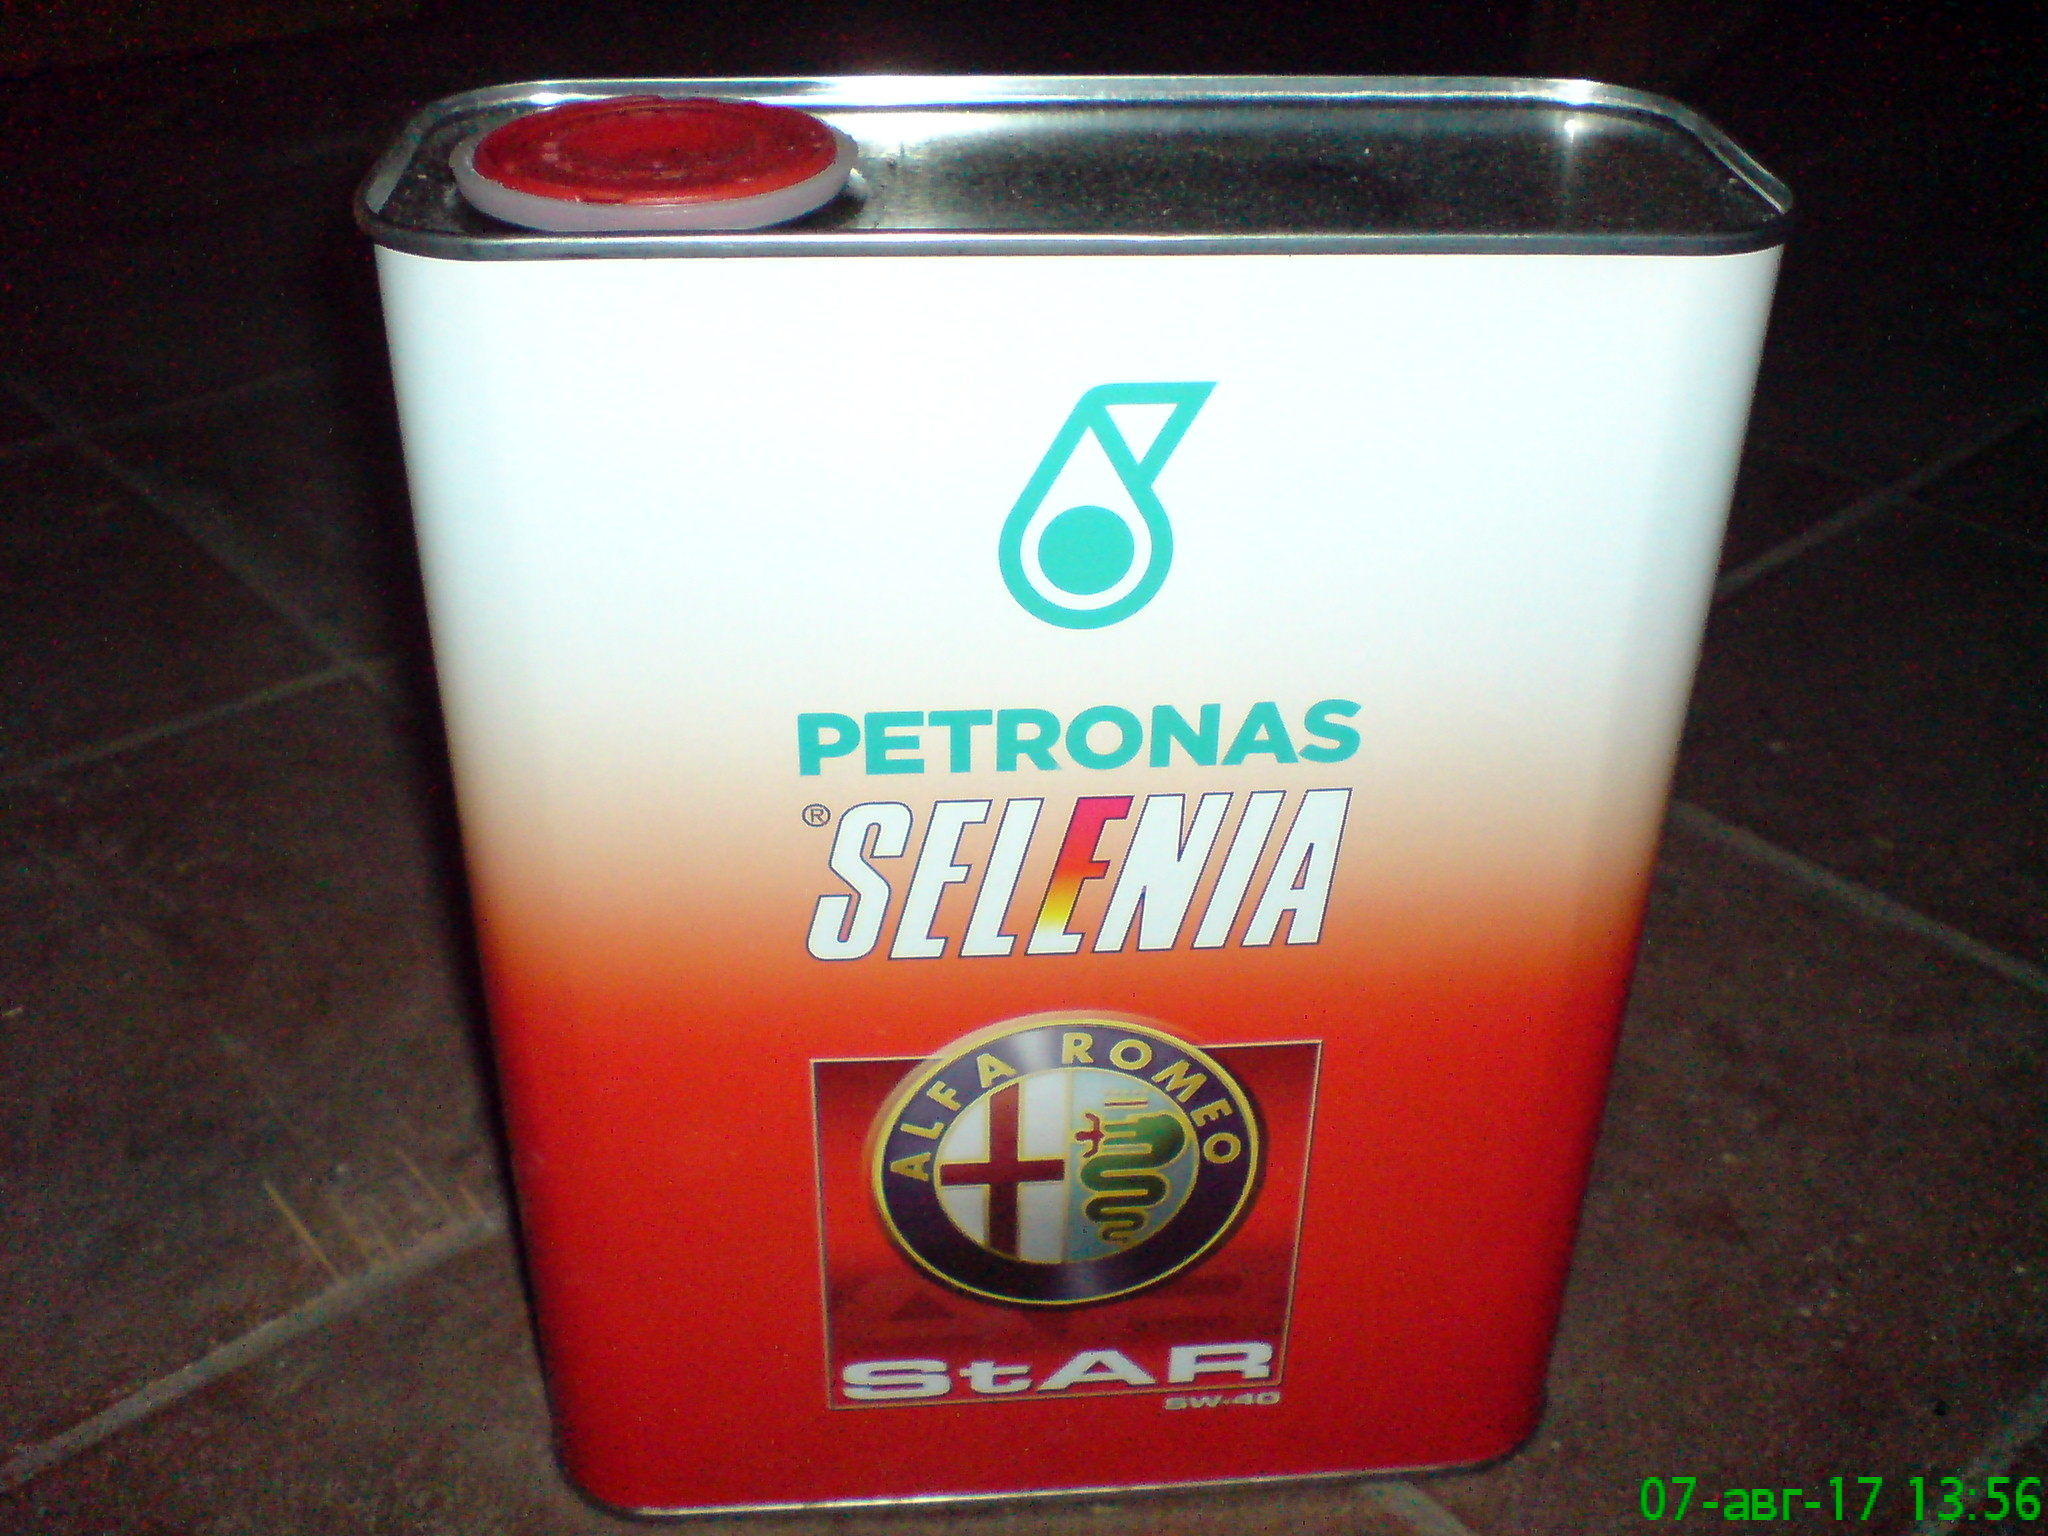 PETRONAS
® SELENIA
ALFA ROMEO
StAR
5W-40
07-авг-17 13:56